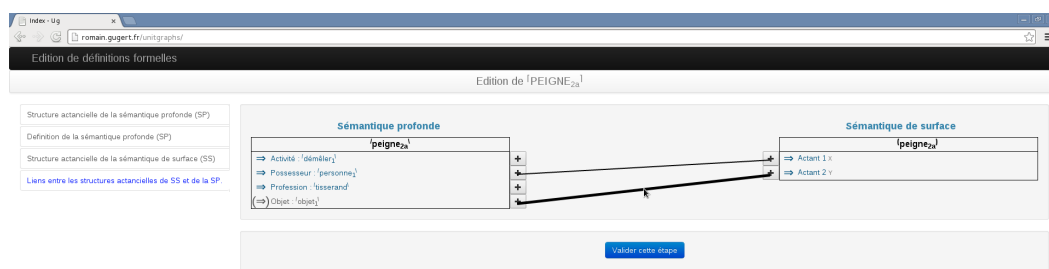 Index - Ug
romain.gugert.fr/unitgraphs/
Edition de définitions formelles
Edition de ⌈PEIGNE2a⌉
Structure actancielle de la sémantique profonde (SP)
Definition de la sémantique profonde (SP)
Structure actancielle de la sémantique de surface (SS)
Liens entre les structures actancielles de SS et de la SP.
Sémantique profonde
/peigne2a\
⇒ Activité : /démêler1\
⇒ Possesseur : /personne1\
⇒ Profession : /tisserand\
(⇒) Objet : /objet1\
Sémantique de surface
(peigne2a)
⇒ Actant 1 X
⇒ Actant 2 Y
Valider cette étape